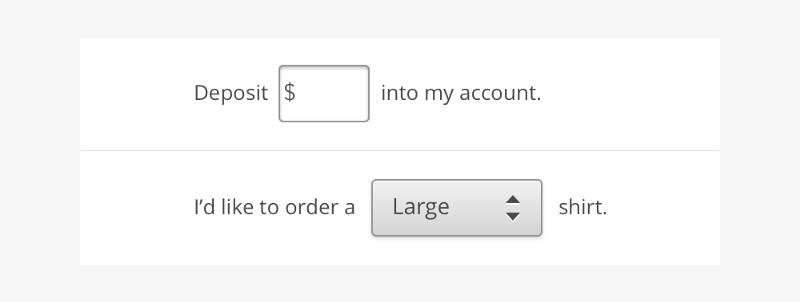 Deposit $ into my account.
I’d like to order a Large shirt.